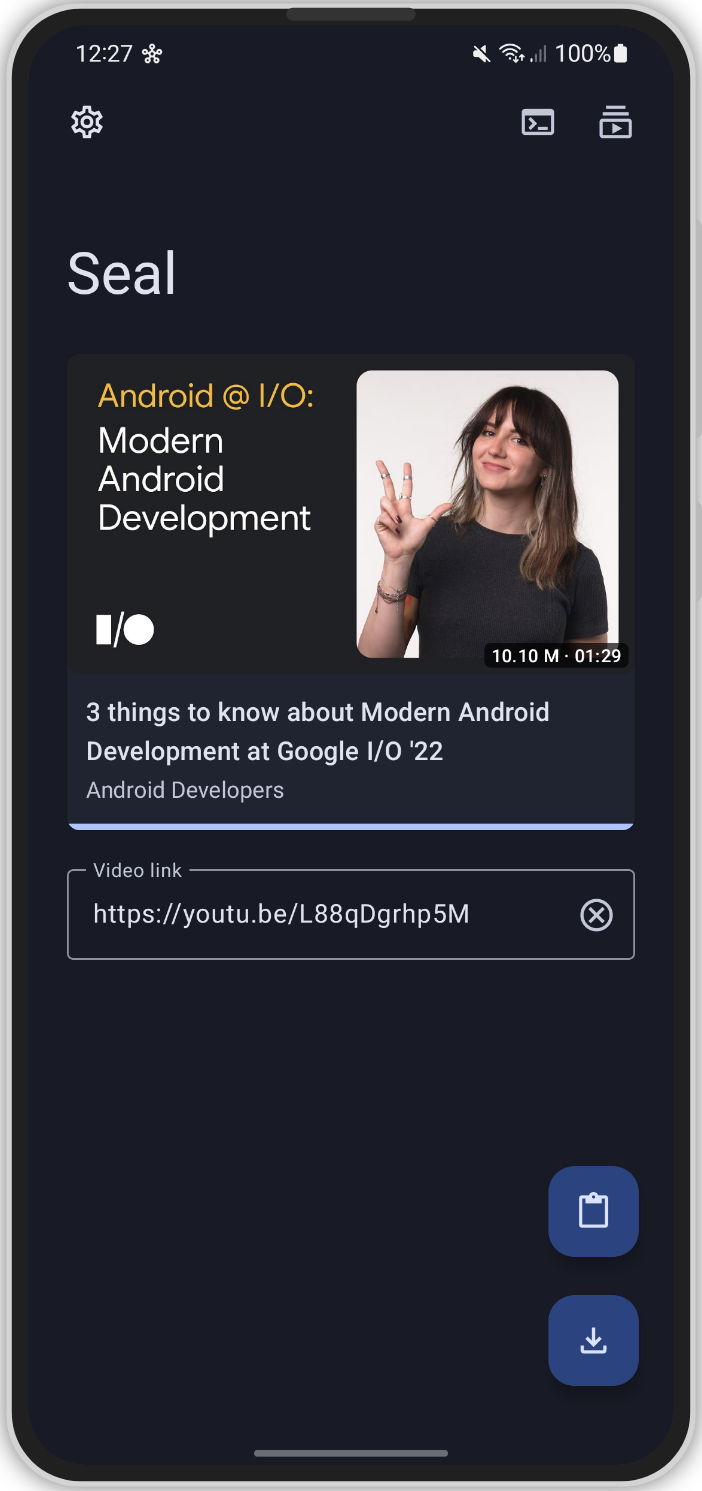 12:27
100%
Seal
Android @ I/O:
Modern
Android
Development
I/O
10.10 M · 01:29
3 things to know about Modern Android
Development at Google I/O '22
Android Developers
Video link
https://youtu.be/L88qDgrhp5M